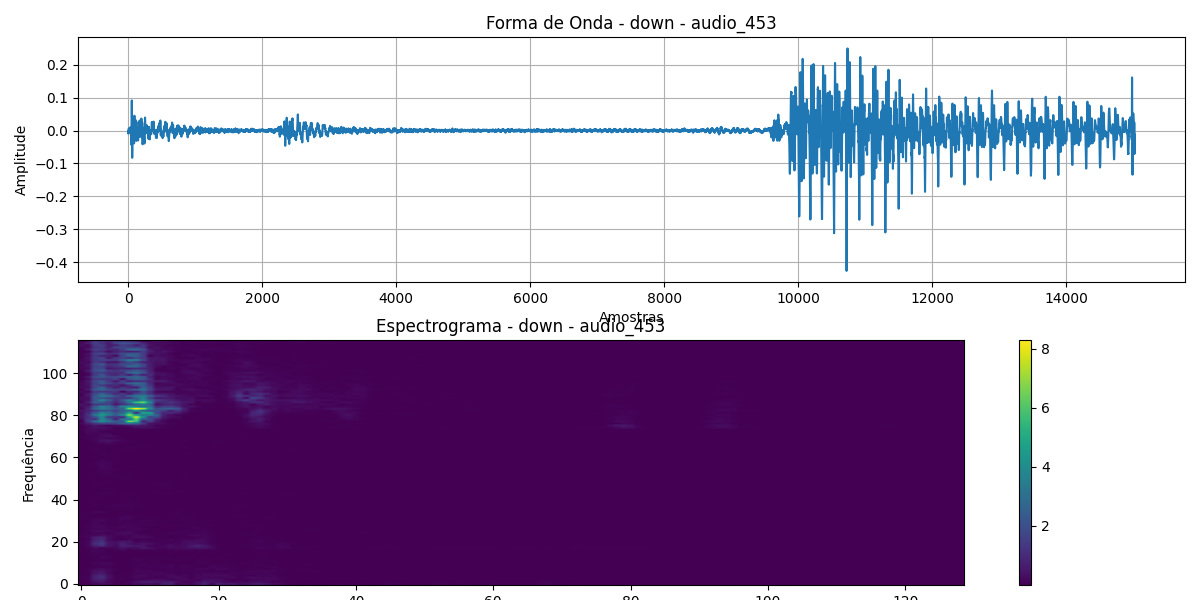 Forma de Onda - down - audio_453
Amplitude
0.2
0.1
0.0
−0.1
−0.2
−0.3
−0.4
0 2000 4000 6000 8000 10000 12000 14000
Amostras
Espectrograma - down - audio_453
Frequência
100
80
60
40
20
0
0 20 40 60 80 100 120
8
6
4
2